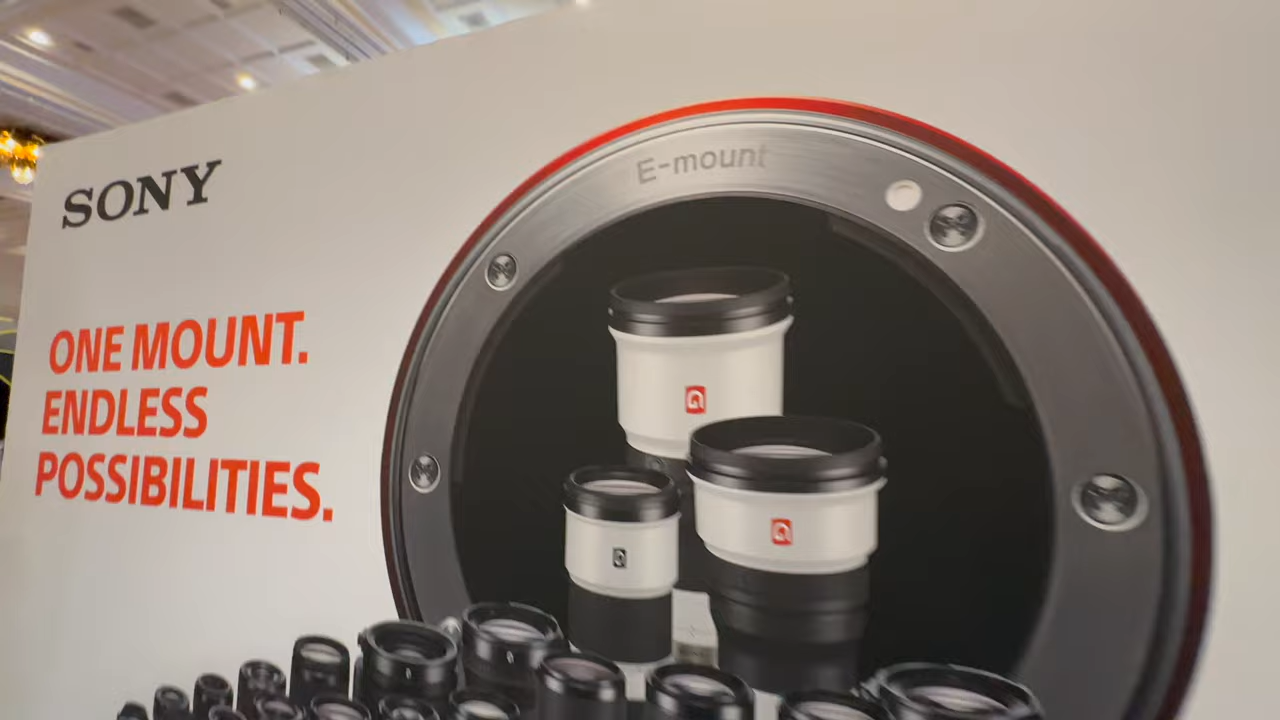 SONY
E-mount
ONE MOUNT.
ENDLESS
POSSIBILITIES.
G
G
G